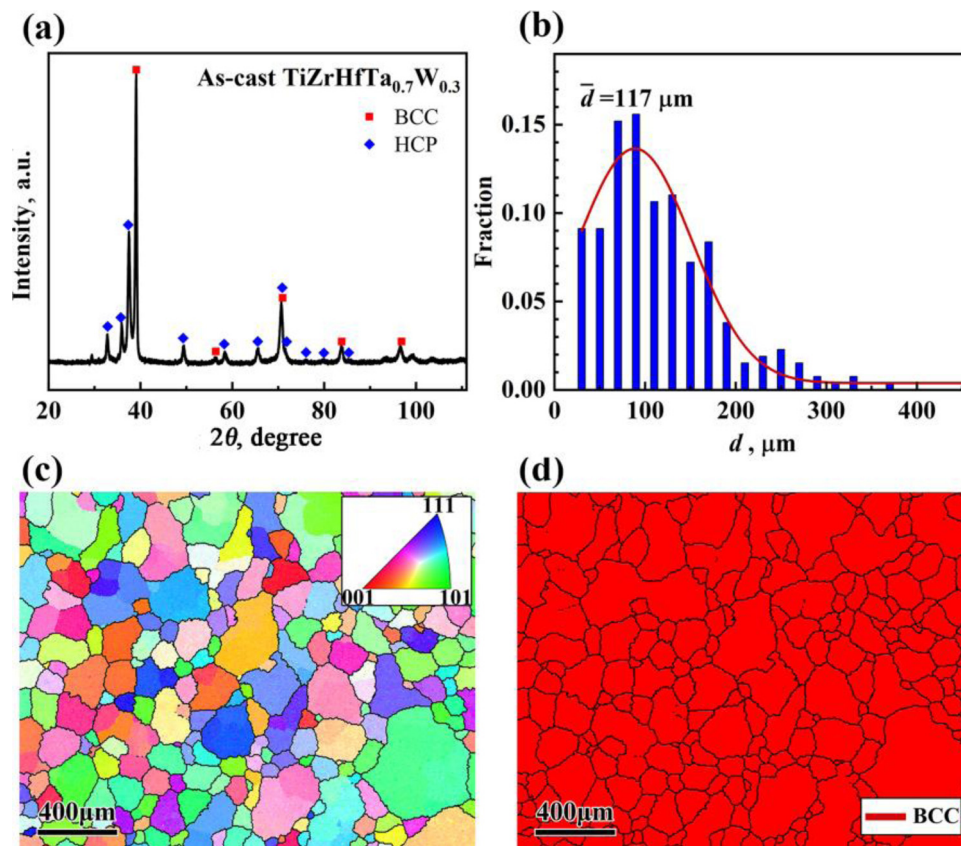 (a)
As-cast TiZrHfTa0.7W0.3
BCC
HCP
Intensity, a.u.
20 40 60 80 100
2θ, degree
(b)
d̅ =117 μm
Fraction
0.15
0.10
0.05
0.00
0 100 200 300 400
d , μm
(c)
111
001 101
400μm
(d)
400μm
BCC